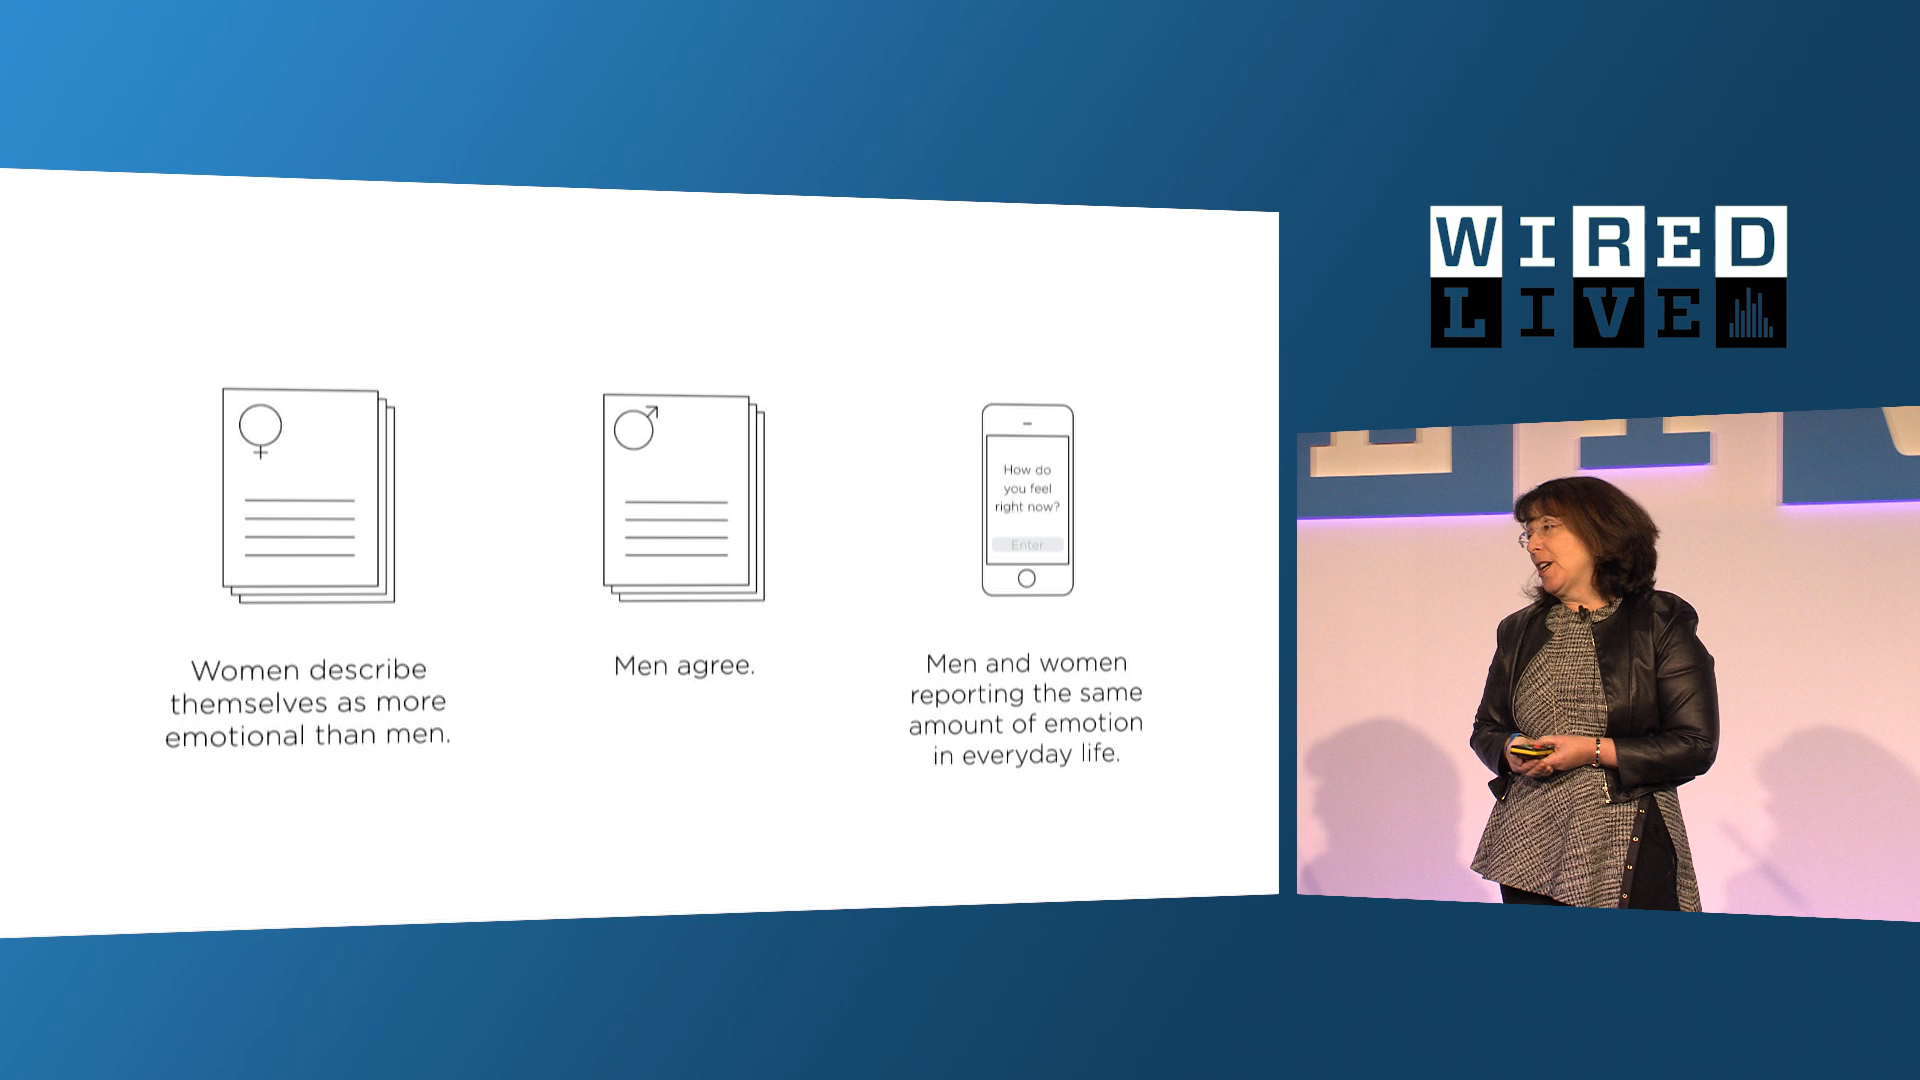 WIRED
LIVE
How do
you feel
right now?
Enter
Women describe
themselves as more
emotional than men.
Men agree.
Men and women
reporting the same
amount of emotion
in everyday life.